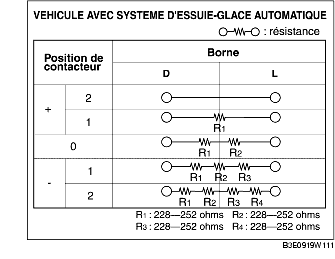 VEHICULE AVEC SYSTEME D'ESSUIE-GLACE AUTOMATIQUE
: résistance
Position de contacteur
Borne
D
L
+
2
1
R1
0
R1 R2
-
1
R1 R2 R3
2
R1 R2 R3 R4
R1 : 228—252 ohms R2 : 228—252 ohms
R3 : 228—252 ohms R4 : 228—252 ohms
B3E0919W111